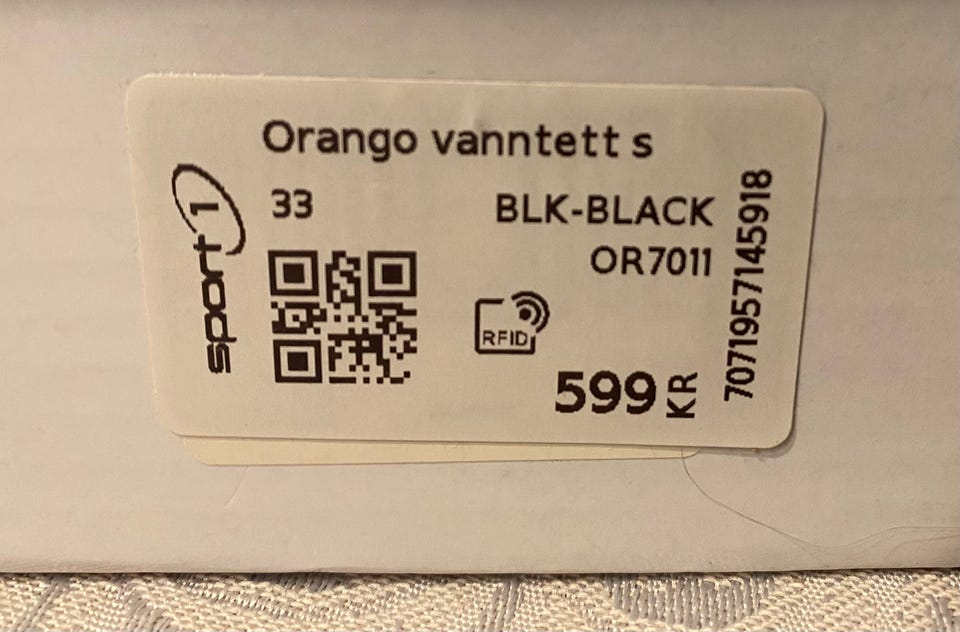 Orango vanntett s
sport 1
33
BLK-BLACK
OR7011
RFID
599 KR
7071957145918